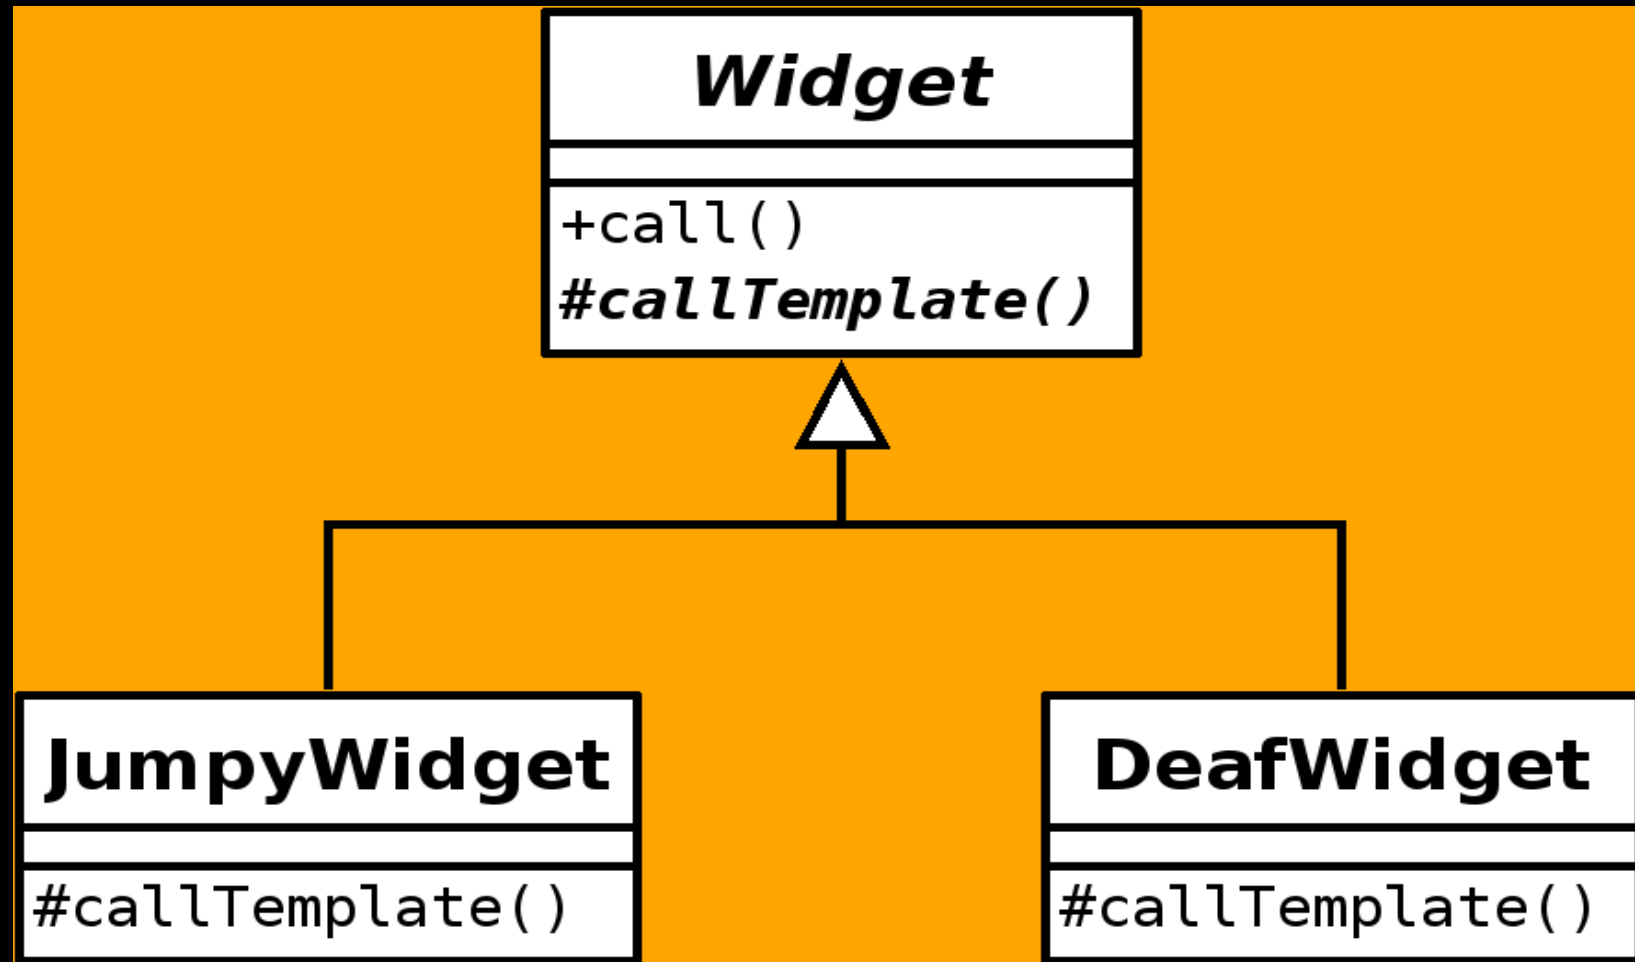 Widget
+call()
#callTemplate()
JumpyWidget
#callTemplate()
DeafWidget
#callTemplate()